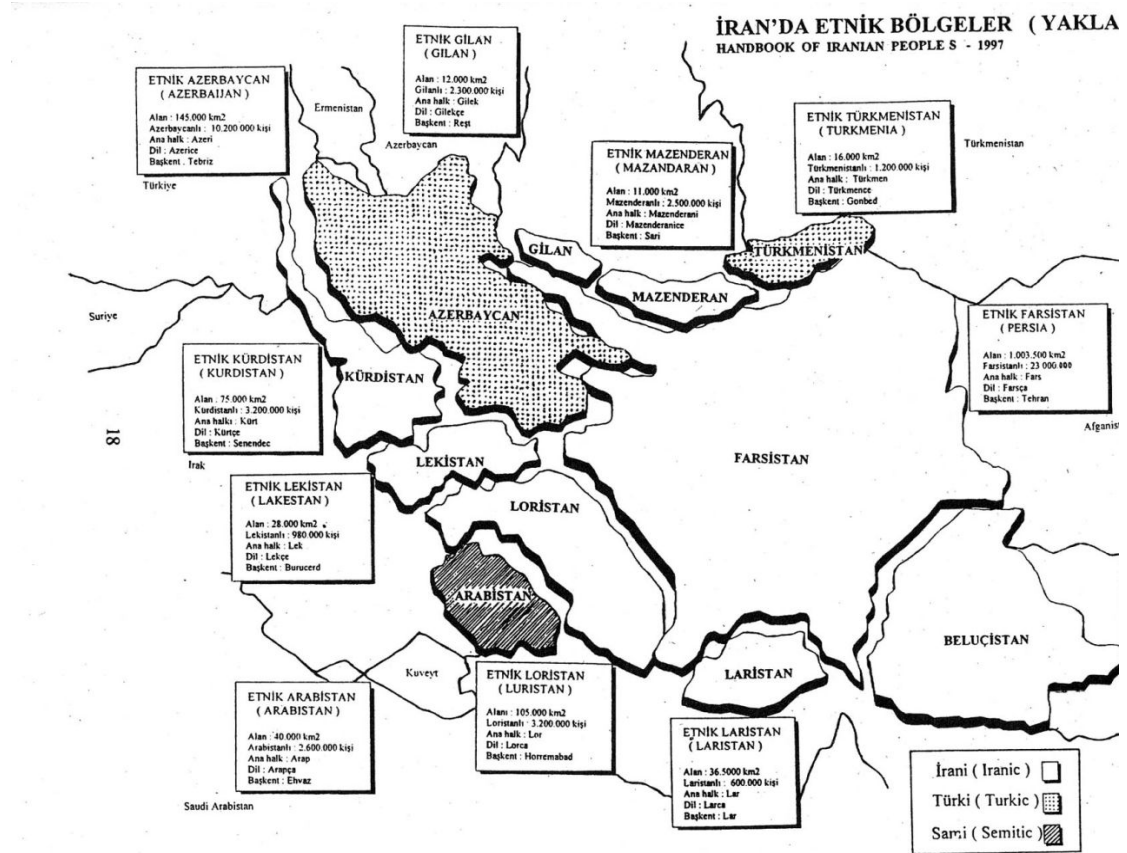 İRAN'DA ETNİK BÖLGELER ( YAKLA
HANDBOOK OF IRANIAN PEOPLE S - 1997
ETNİK GİLAN
( GILAN )
Alan : 12.000 km2
Gilanlı : 2.300.000 kişi
Ana halk : Gilek
Dil : Gilekçe
Başkent : Reşt
ETNİK AZERBAYCAN
( AZERBAIJAN )
Alan : 145.000 km2
Azerbaycanlı : 10.200 000 kişi
Ana halk : Azeri
Dil : Azerice
Başkent . Tebriz
Ermenistan
Azerbaycan
Türkiye
ETNİK MAZENDERAN
( MAZANDARAN )
Alan : 11.000 km2
Mazenderanlı : 2.500.000 kişi
Ana halk : Mazenderani
Dil : Mazenderanice
Başkent : Sari
ETNİK TÜRKMENİSTAN
( TURKMENIA )
Alan : 16.000 km2
Türkmenistanlı : 1.200.000 kişi
Ana halk : Türkmen
Dil : Türkmence
Başkent : Gonbed
Türkmenistan
GİLAN
TÜRKMENİSTAN
MAZENDERAN
AZERBAYCAN
Suriye
ETNİK FARSİSTAN
( PERSIA )
Alan : 1.003.500 km2
Farsistanlı : 23 000.000
Ana halk : Fars
Dil : Farsça
Başkent : Tehran
Afganist
ETNİK KÜRDİSTAN
( KURDISTAN )
Alan : 75.000 km2
Kürdistanlı : 3.200.000 kişi
Ana halkı : Kürt
Dil : Kürtçe
Başkent : Senendec
KÜRDİSTAN
18
Irak
LEKİSTAN
FARSİSTAN
ETNİK LEKİSTAN
( LAKESTAN )
Alan : 28.000 km2
Lekistanlı : 980.000 kişi
Ana halk : Lek
Dil : Lekçe
Başkent : Burucerd
LORİSTAN
ARABİSTAN
BELUÇİSTAN
Kuveyt
LARİSTAN
ETNİK ARABİSTAN
( ARABISTAN )
Alan : 40.000 km2
Arabistanlı : 2.600.000 kişi
Ana halk : Arap
Dil : Arapça
Başkent : Ehvaz
Saudi Arabistan
ETNİK LORİSTAN
(LURISTAN )
Alanı : 105.000 km2
Loristanlı : 3.200.000 kişi
Ana halk : Lor
Dil : Lorca
Başkent : Horremabad
ETNİK LARİSTAN
( LARISTAN )
Alan : 36.5000 km2
Laristanlı : 600.000 kişi
Ana halk : Lar
Dil : Larca
Başkent : Lar
İrani ( Iranic )
Türki ( Turkic )
Sami ( Semitic )